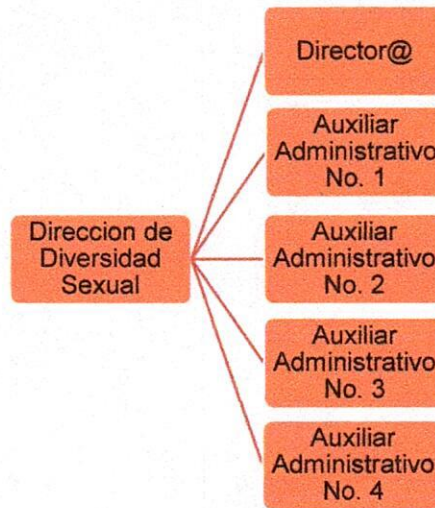 Director@
Auxiliar
Administrativo
No. 1
Direccion de
Diversidad
Sexual
Auxiliar
Administrativo
No. 2
Auxiliar
Administrativo
No. 3
Auxiliar
Administrativo
No. 4